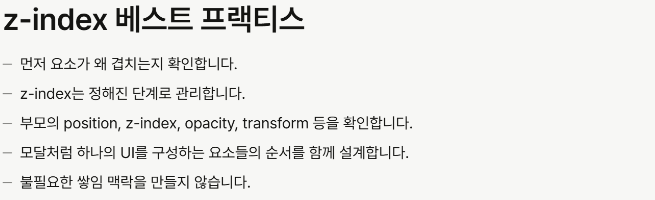 z-index 베스트 프랙티스
— 먼저 요소가 왜 겹치는지 확인합니다.
— z-index는 정해진 단계로 관리합니다.
— 부모의 position, z-index, opacity, transform 등을 확인합니다.
— 모달처럼 하나의 UI를 구성하는 요소들의 순서를 함께 설계합니다.
— 불필요한 쌓임 맥락을 만들지 않습니다.